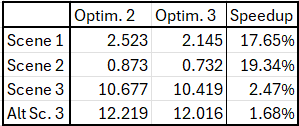 Optim. 2 Optim. 3 Speedup
Scene 1 2.523 2.145 17.65%
Scene 2 0.873 0.732 19.34%
Scene 3 10.677 10.419 2.47%
Alt Sc. 3 12.219 12.016 1.68%